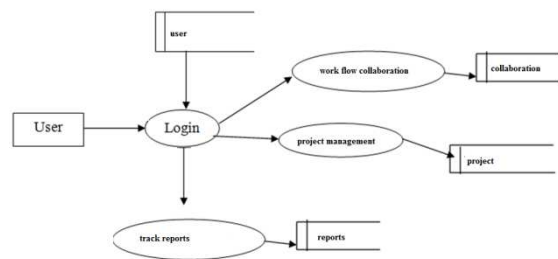 user
work flow collaboration
collaboration
User
Login
project management
project
track reports
reports